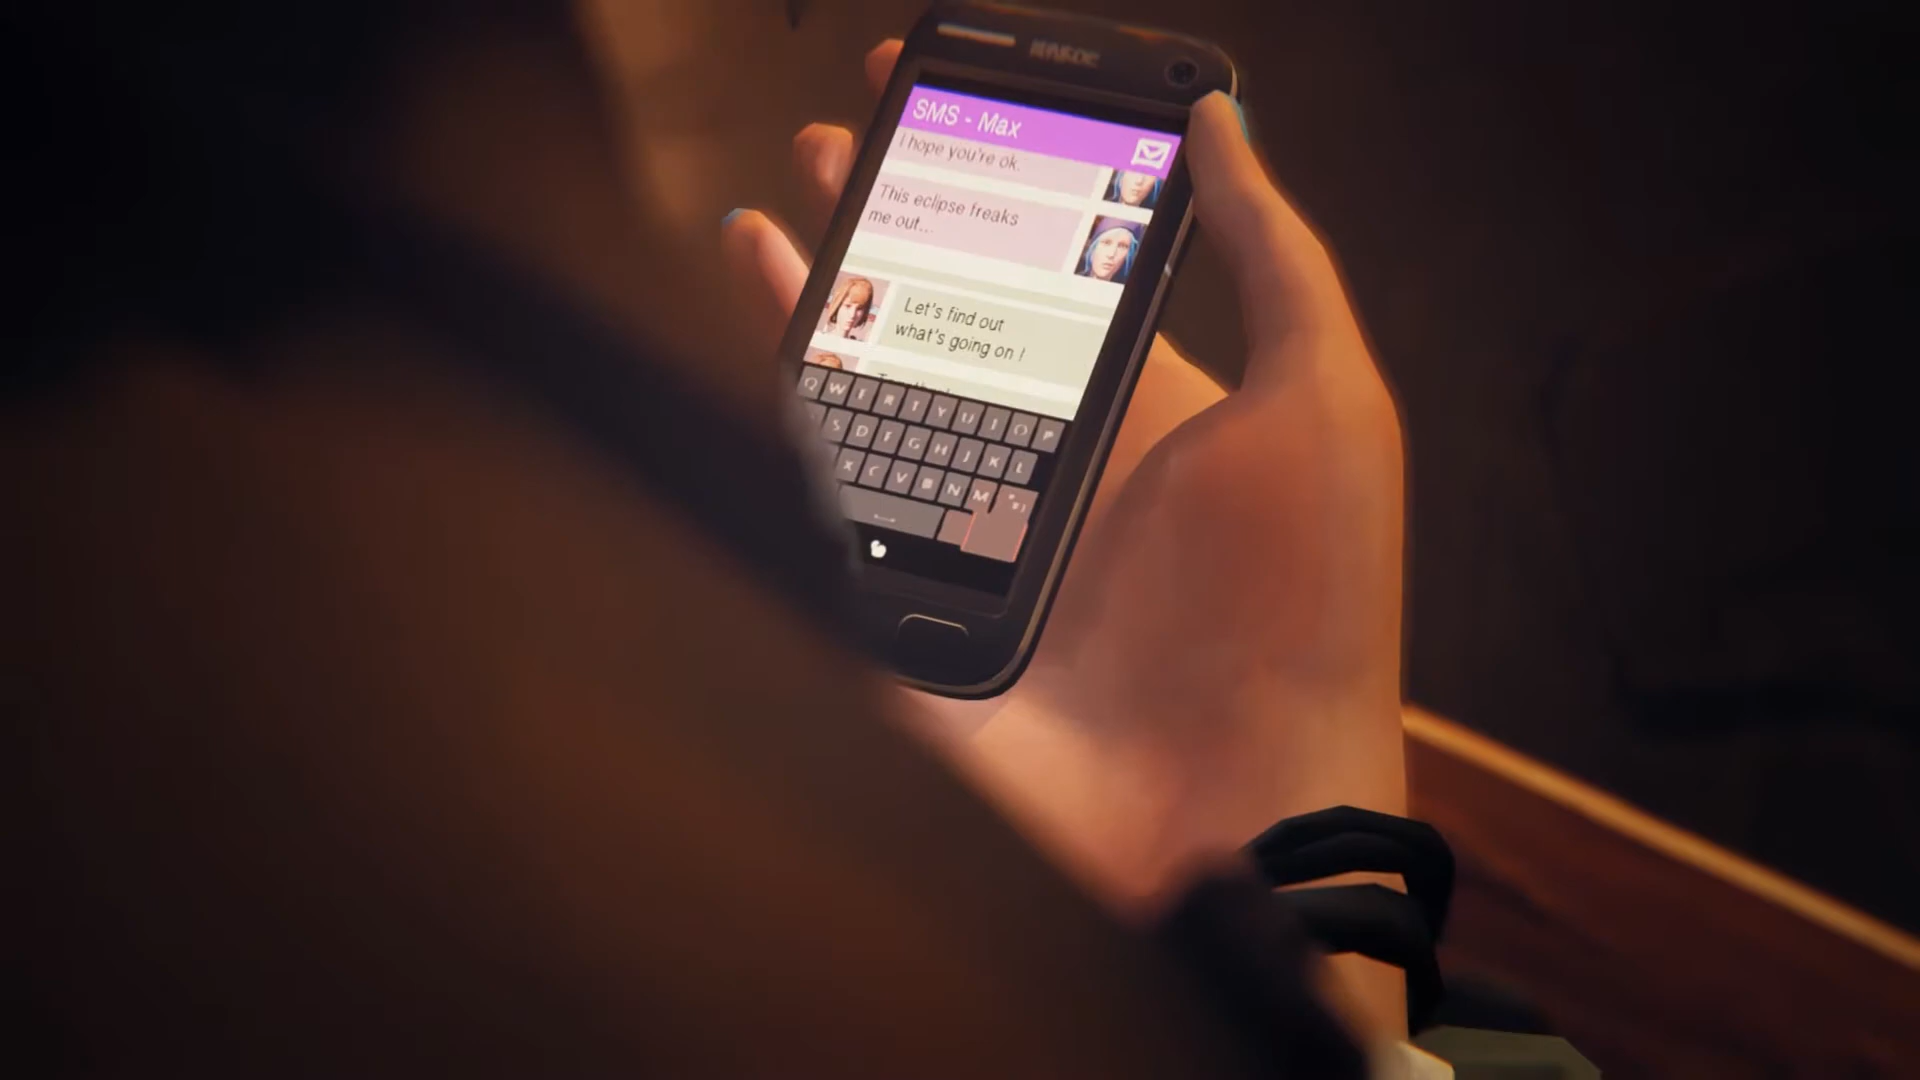 SMS - Max
I hope you're ok.
This eclipse freaks
me out...
Let's find out
what's going on !
Q W E R T Y U I O P
S D F G H J K L
X C V B N M